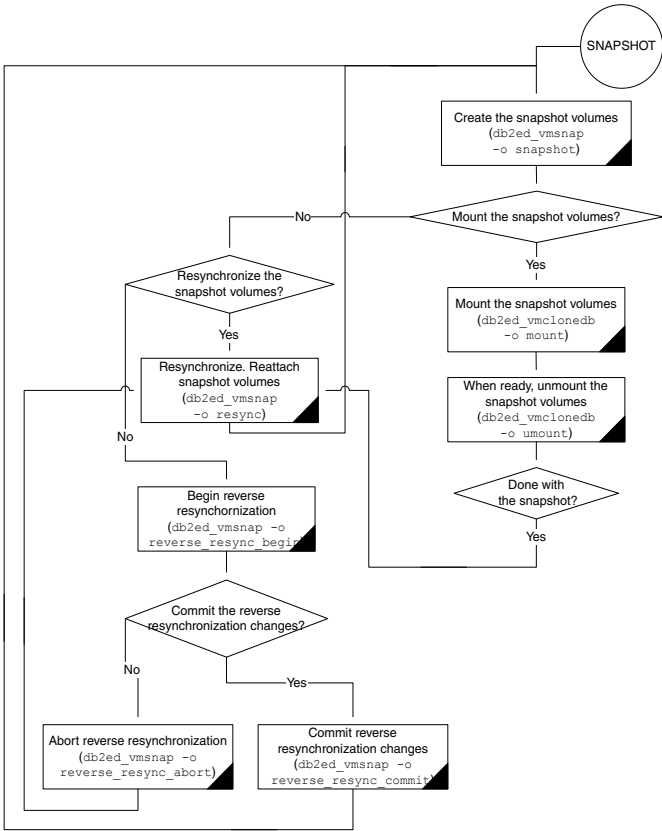 SNAPSHOT
Create the snapshot volumes
(db2ed_vmsnap
-o snapshot)
Mount the snapshot volumes?
No
Yes
Resynchronize the
snapshot volumes?
Mount the snapshot volumes
(db2ed_vmclonedb
-o mount)
Yes
Resynchronize. Reattach
snapshot volumes
(db2ed_vmsnap
-o resync)
When ready, unmount the
snapshot volumes
(db2ed_vmclonedb
-o umount)
No
Done with
the snapshot?
Begin reverse
resynchornization
(db2ed_vmsnap -o
reverse_resync_begin)
Yes
Commit the reverse
resynchronization changes?
No
Yes
Abort reverse resynchronization
(db2ed_vmsnap -o
reverse_resync_abort)
Commit reverse
resynchronization changes
(db2ed_vmsnap -o
reverse_resync_commit)